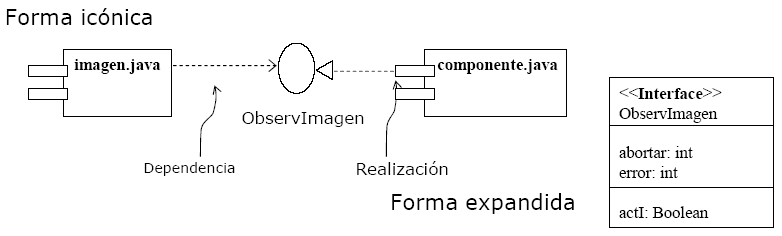 Forma icónica
imagen.java
componente.java
ObservImagen
Dependencia
Realización
Forma expandida
<<Interface>>
ObservImagen
abortar: int
error: int
actI: Boolean